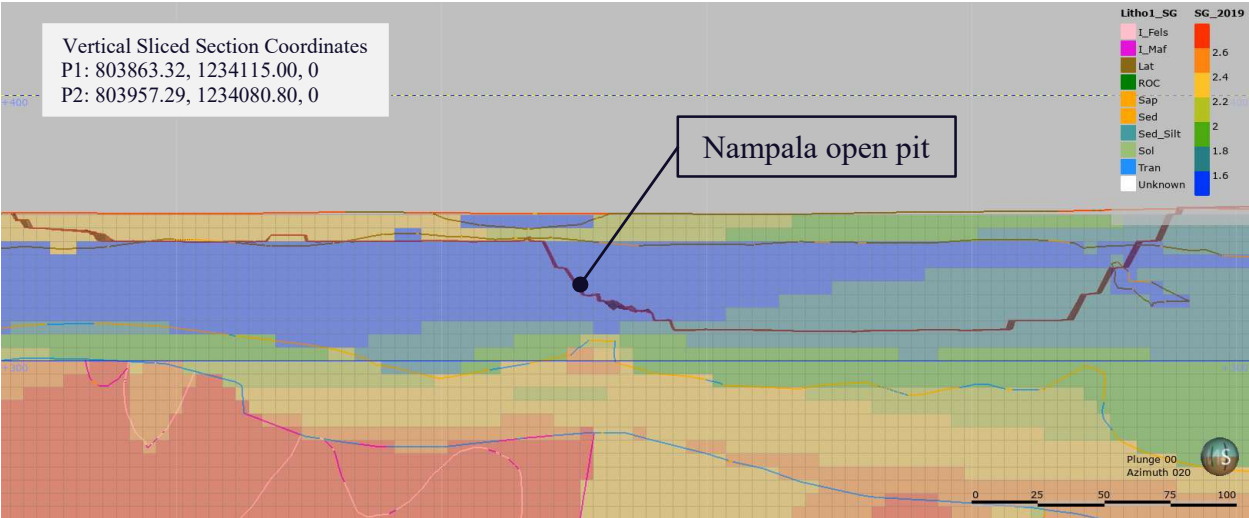 Vertical Sliced Section Coordinates
P1: 803863.32, 1234115.00, 0
P2: 803957.29, 1234080.80, 0
Litho1_SG
I_Fels
I_Maf
Lat
ROC
Sap
Sed
Sed_Silt
Sol
Tran
Unknown
SG_2019
2.6
2.4
2.2
2
1.8
1.6
+400
Nampala open pit
+300
Plunge 00
Azimuth 020
S
0 25 50 75 100